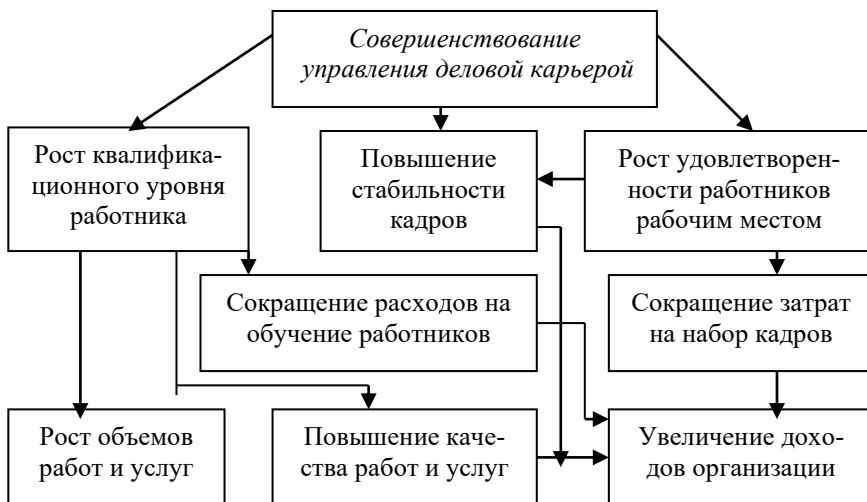 Совершенствование
управления деловой карьерой
Рост квалифика-
ционного уровня
работника
Повышение
стабильности
кадров
Рост удовлетворен-
ности работников
рабочим местом
Сокращение расходов на
обучение работников
Сокращение затрат
на набор кадров
Рост объемов
работ и услуг
Повышение каче-
ства работ и услуг
Увеличение дохо-
дов организации